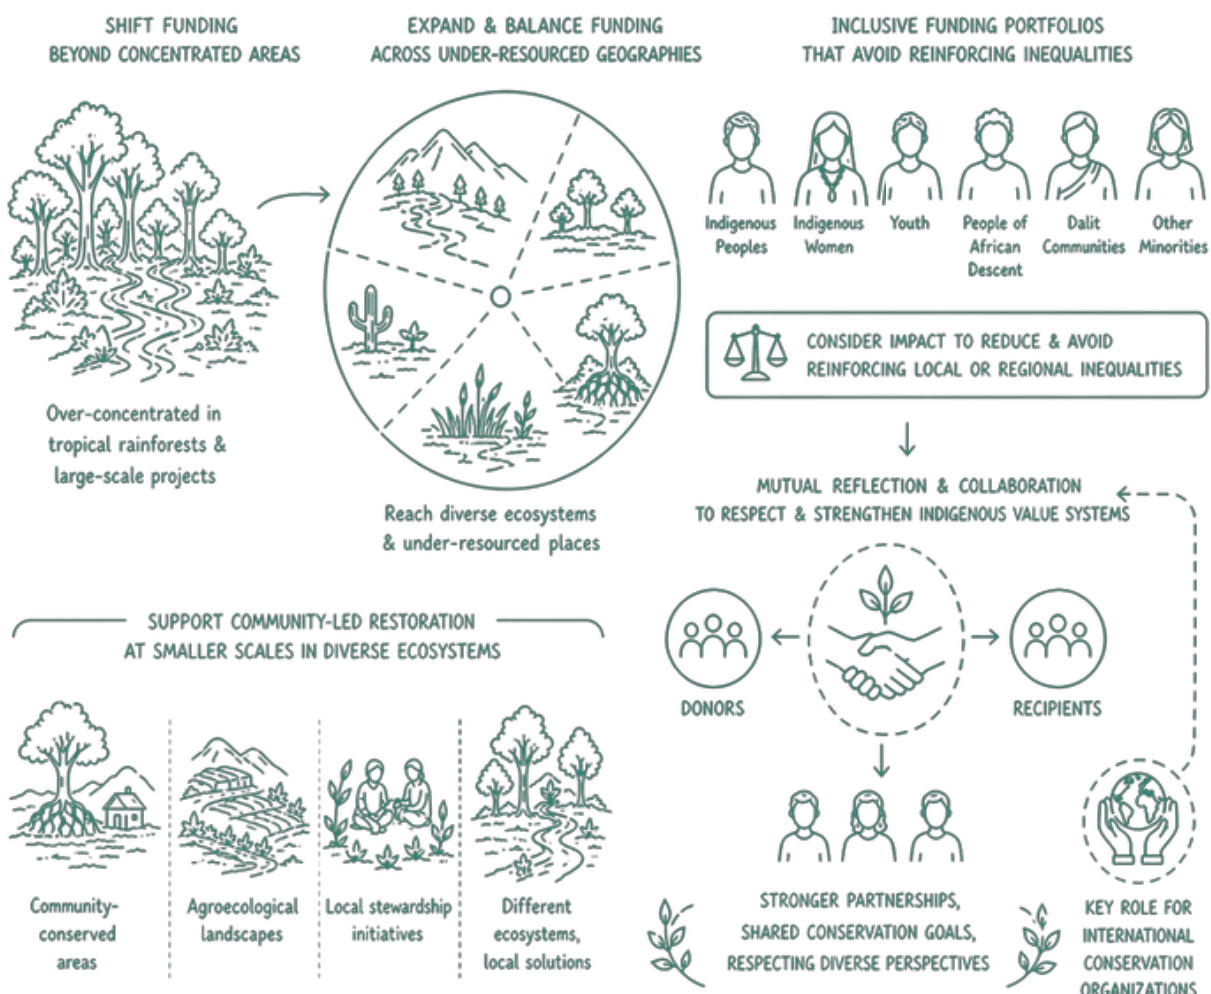 SHIFT FUNDING
BEYOND CONCENTRATED AREAS
Over-concentrated in
tropical rainforests &
large-scale projects
EXPAND & BALANCE FUNDING
ACROSS UNDER-RESOURCED GEOGRAPHIES
Reach diverse ecosystems
& under-resourced places
INCLUSIVE FUNDING PORTFOLIOS
THAT AVOID REINFORCING INEQUALITIES
Indigenous
Peoples
Indigenous
Women
Youth
People of
African
Descent
Dalit
Communities
Other
Minorities
CONSIDER IMPACT TO REDUCE & AVOID
REINFORCING LOCAL OR REGIONAL INEQUALITIES
MUTUAL REFLECTION & COLLABORATION
TO RESPECT & STRENGTHEN INDIGENOUS VALUE SYSTEMS
DONORS
RECIPIENTS
STRONGER PARTNERSHIPS,
SHARED CONSERVATION GOALS,
RESPECTING DIVERSE PERSPECTIVES
KEY ROLE FOR
INTERNATIONAL
CONSERVATION
ORGANIZATIONS
SUPPORT COMMUNITY-LED RESTORATION
AT SMALLER SCALES IN DIVERSE ECOSYSTEMS
Community-
conserved
areas
Agroecological
landscapes
Local stewardship
initiatives
Different
ecosystems,
local solutions